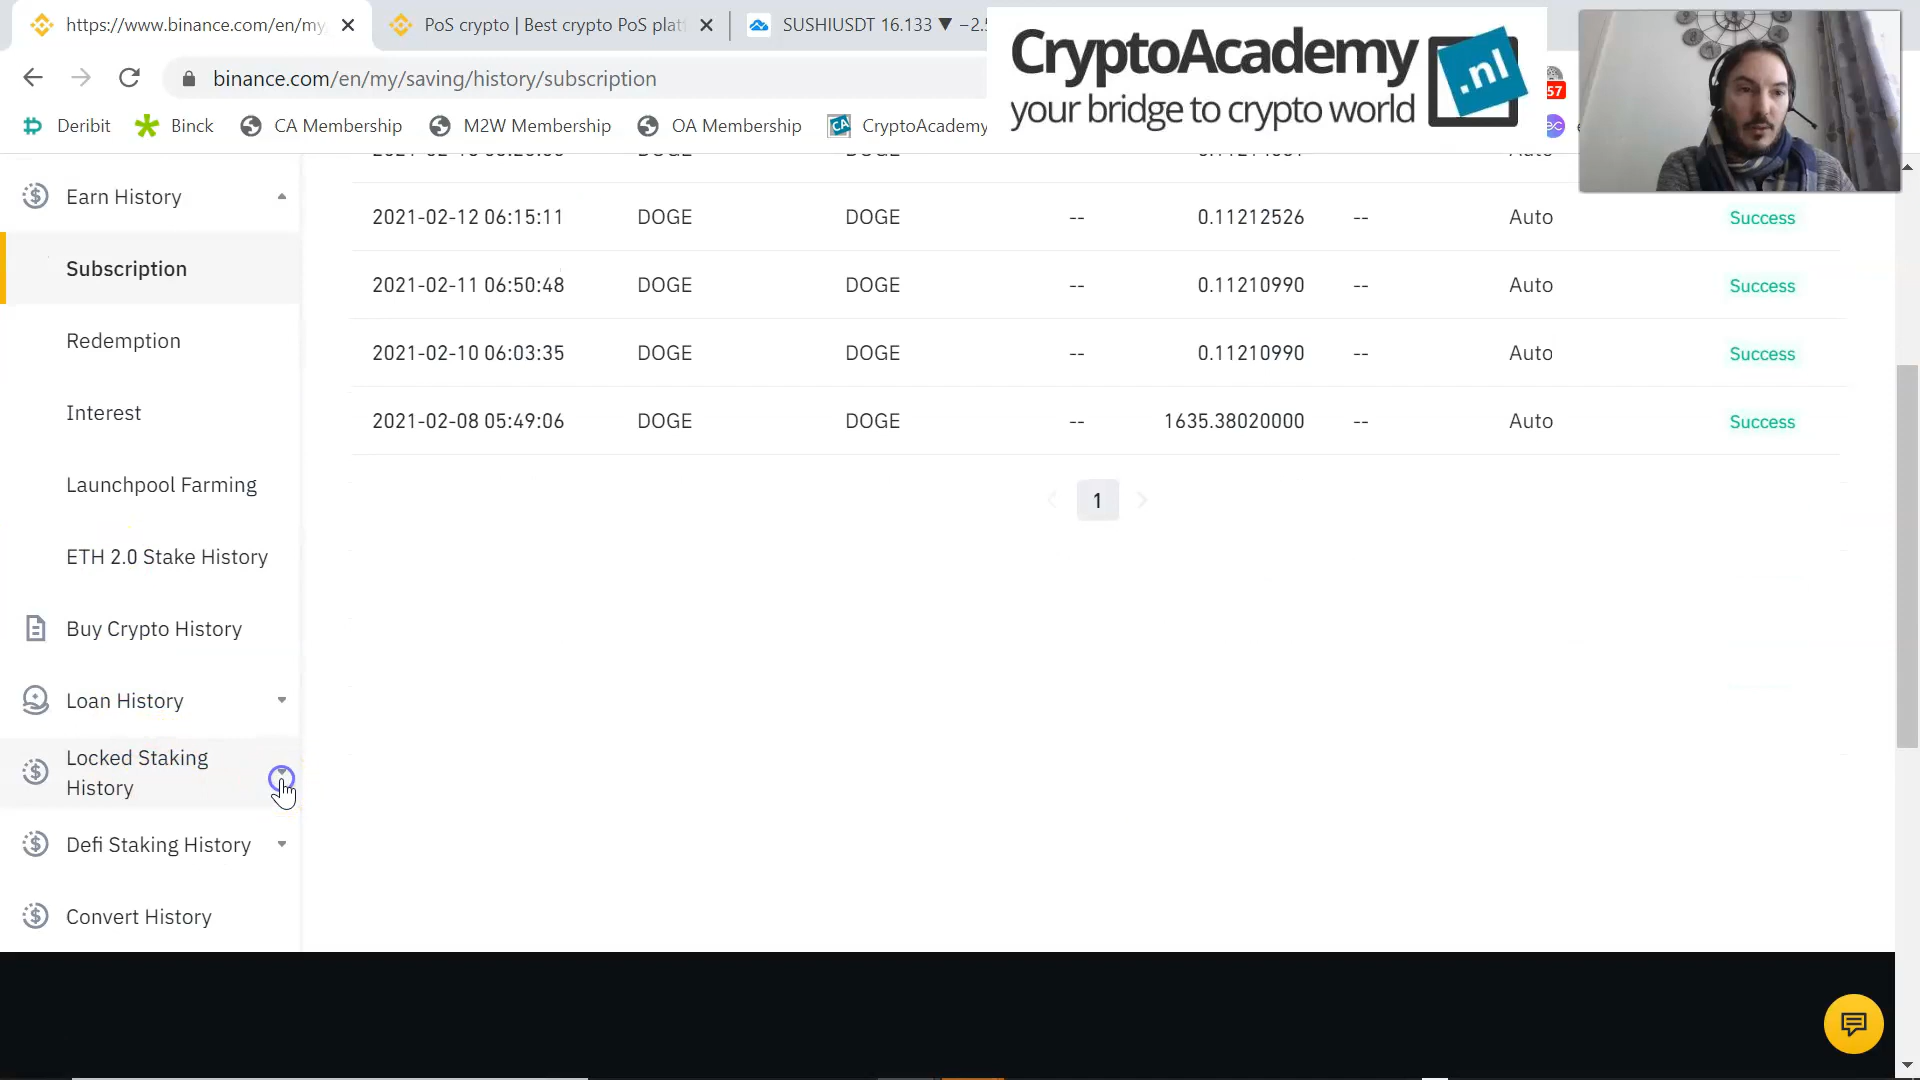 https://www.binance.com/en/my
PoS crypto | Best crypto PoS plat
SUSHIUSDT 16.133 ▼ −2.5
binance.com/en/my/saving/history/subscription
Deribit
Binck
CA Membership
M2W Membership
OA Membership
CryptoAcademy
CryptoAcademy
.nl
your bridge to crypto world
57
Earn History
Subscription
Redemption
Interest
Launchpool Farming
ETH 2.0 Stake History
Buy Crypto History
Loan History
Locked Staking
History
Defi Staking History
Convert History
2021-02-12 06:15:11 DOGE DOGE -- 0.11212526 -- Auto Success
2021-02-11 06:50:48 DOGE DOGE -- 0.11210990 -- Auto Success
2021-02-10 06:03:35 DOGE DOGE -- 0.11210990 -- Auto Success
2021-02-08 05:49:06 DOGE DOGE -- 1635.38020000 -- Auto Success
1